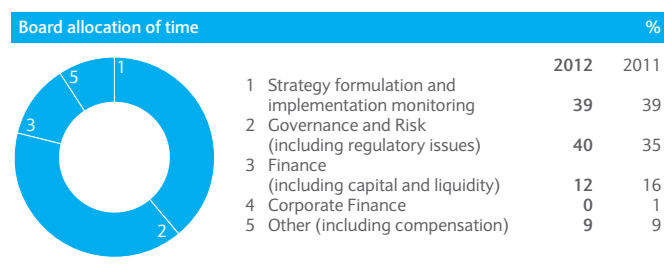 Board allocation of time %
2012 2011
1 Strategy formulation and
implementation monitoring 39 39
2 Governance and Risk
(including regulatory issues) 40 35
3 Finance
(including capital and liquidity) 12 16
4 Corporate Finance 0 1
5 Other (including compensation) 9 9
1
5
3
2